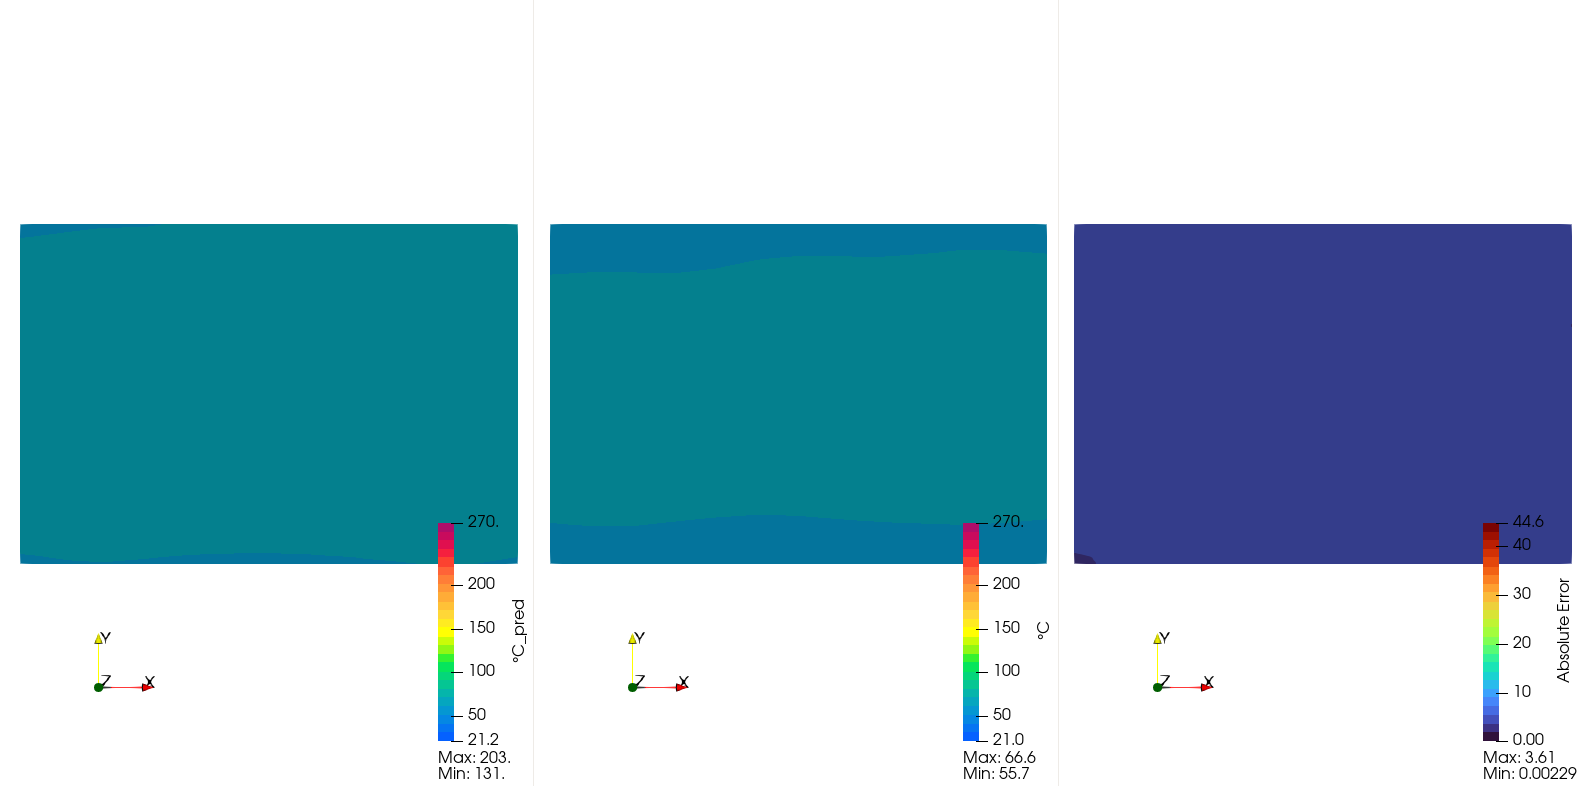 270.
200
150
100
50
21.2
°C_pred
Max: 203.
Min: 131.
Y
Z
X
270.
200
150
100
50
21.0
°C
Max: 66.6
Min: 55.7
Y
Z
X
44.6
40
30
20
10
0.00
Absolute Error
Max: 3.61
Min: 0.00229
Y
Z
X